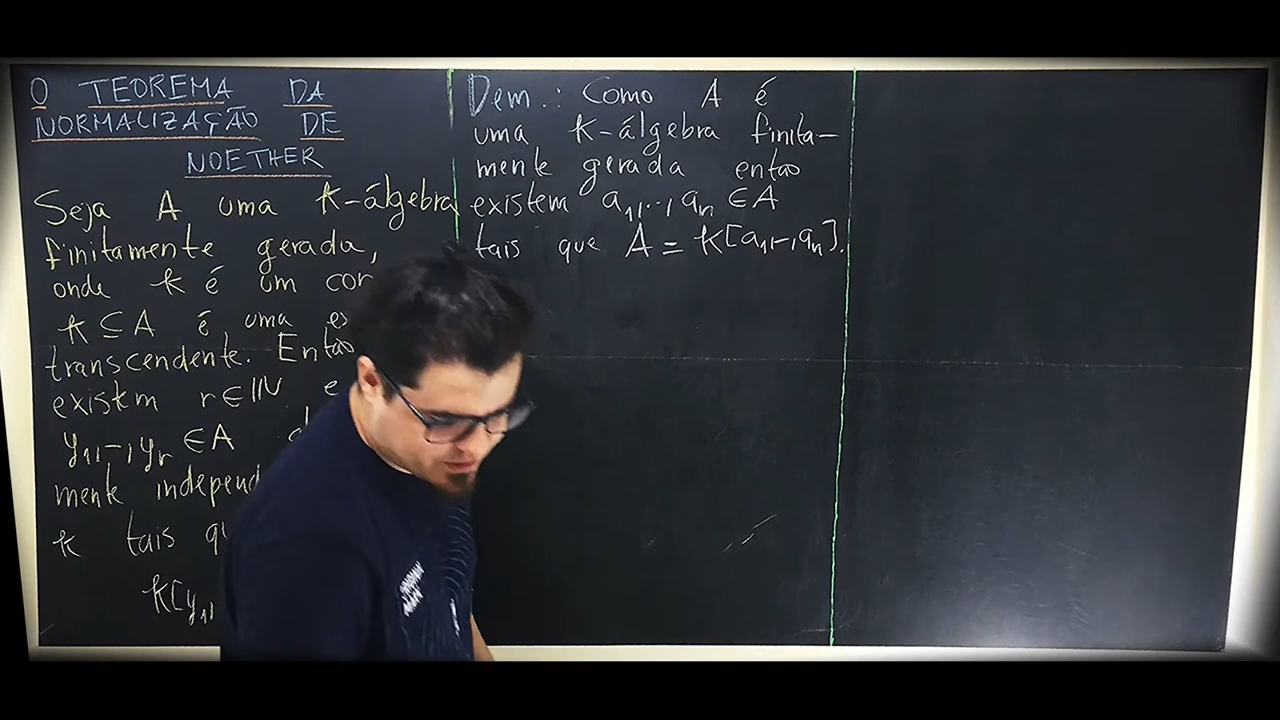 O TEOREMA DA
NORMALIZAÇÃO DE
NOETHER
Seja A uma K-álgebra
finitamente gerada,
onde K é um
K ⊆ A é uma
transcendente. Então
existem r ∈ ℕ e
y₁,...,yᵣ ∈ A
mente
K tais
K[y₁,
Dem.: Como A é
uma K-álgebra finita-
mente gerada então
existem a₁,...,aₙ ∈ A
tais que A = K[a₁,...,aₙ].